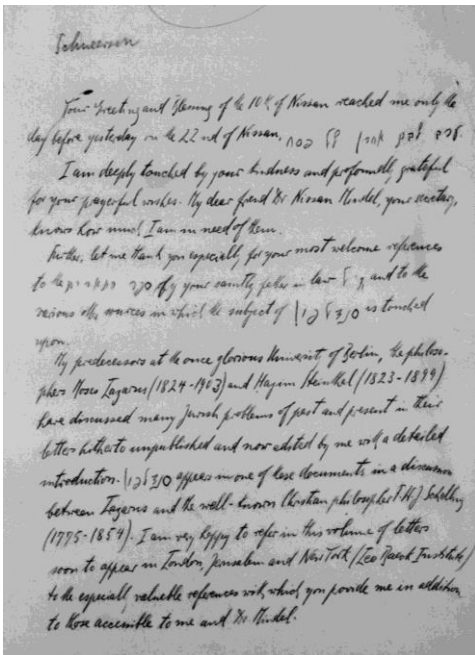 Schneerson
Your Greeting and Blessing of the 10th of Nissan reached me only the
day before yesterday on the 22nd of Nissan, של פסח
I am deeply touched by your kindness and profoundly grateful
for your prayerful wishes. My dear friend Dr Nissan Mindel, your secretary,
knows how much I am in need of them.
Further, let me thank you especially for your most welcome references
to the of your saintly father in law and to the
various other sources in which the subject of is touched
upon.
My predecessors at the once glorious University of Berlin, the philoso-
phers Moses Lazarus (1824-1903) and Hayim Steinthal (1823-1899)
have discussed many Jewish problems of past and present in their
letters hitherto unpublished and now edited by me with a detailed
introduction. appears in one of these documents in a discussion
between Lazarus and the well-known Christian philosopher Schelling
(1775-1854). I am very happy to refer in this volume of letters
soon to appear in London, Jerusalem and New York (Leo Baeck Institute)
to the especially valuable references with which you provide me in addition
to those accessible to me and Dr Mindel.